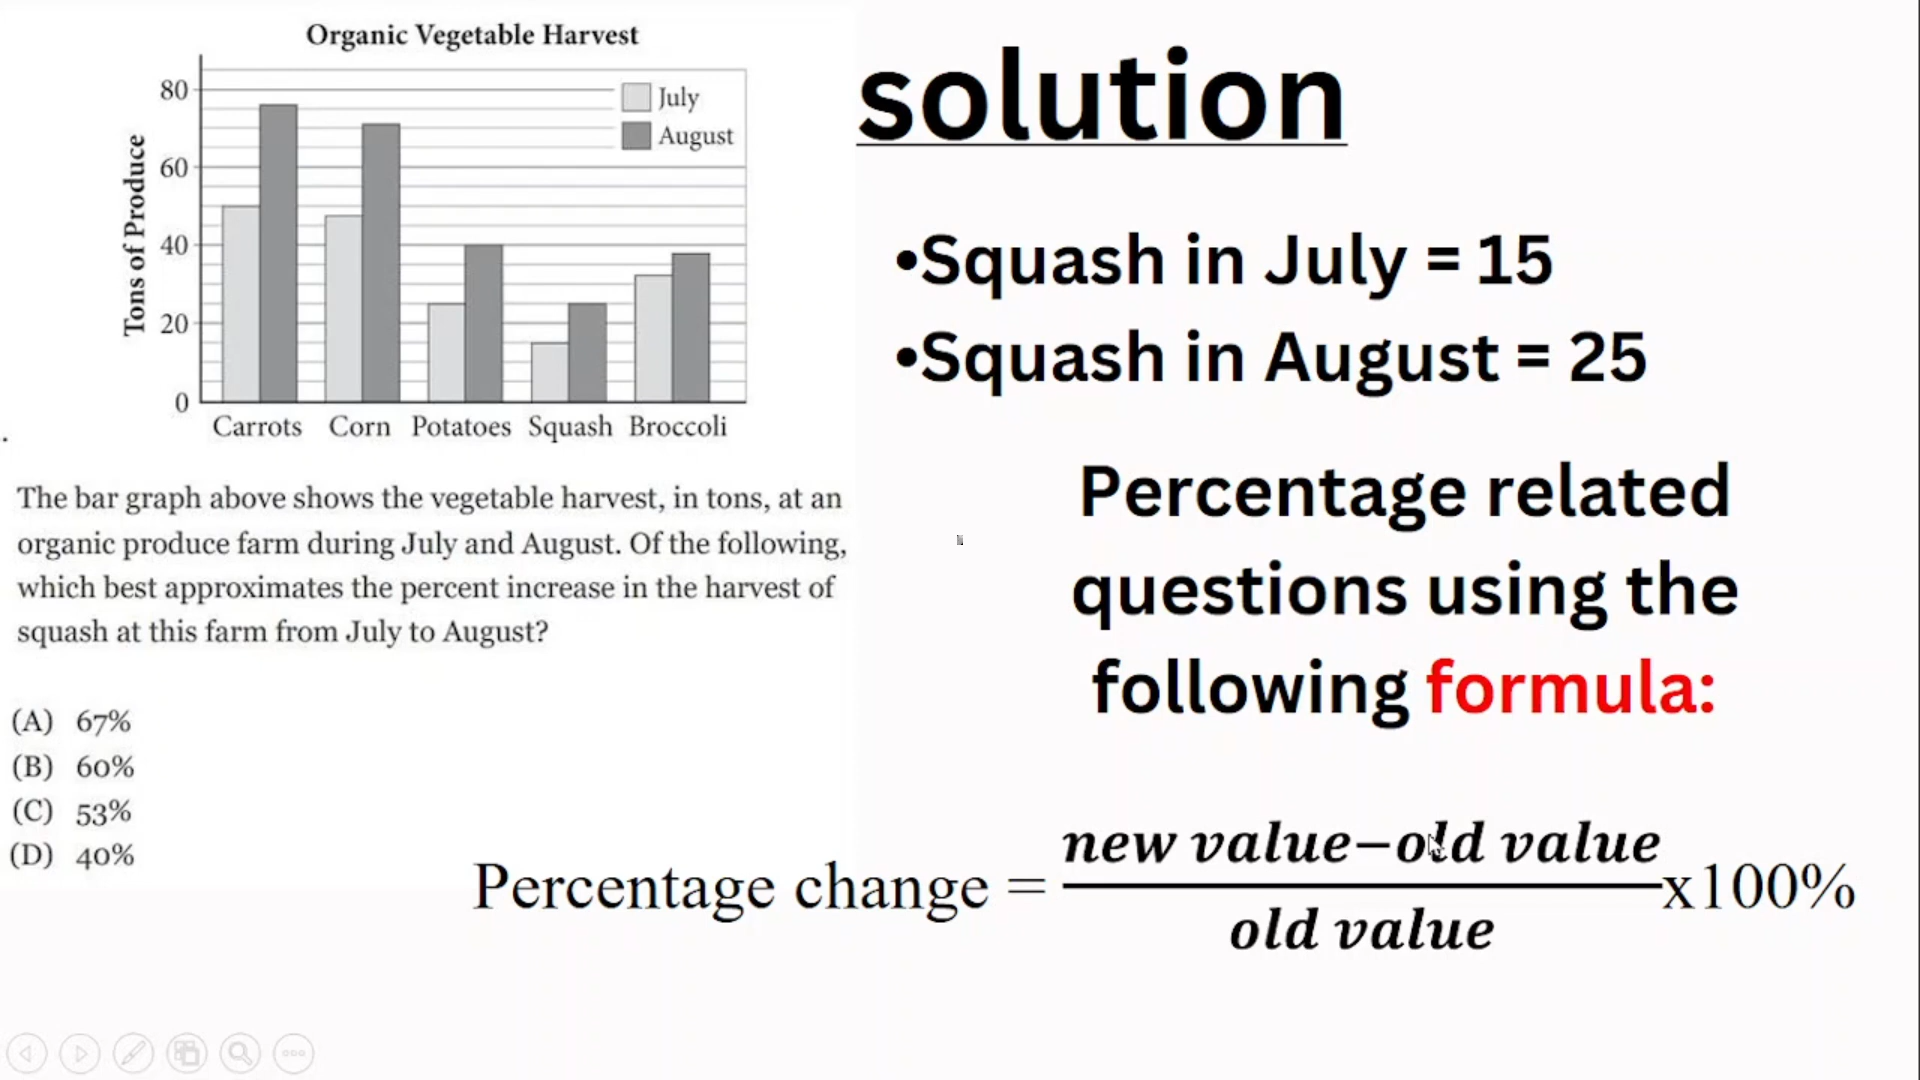 Organic Vegetable Harvest
80
60
40
20
0
Tons of Produce
July
August
Carrots Corn Potatoes Squash Broccoli
The bar graph above shows the vegetable harvest, in tons, at an
organic produce farm during July and August. Of the following,
which best approximates the percent increase in the harvest of
squash at this farm from July to August?
(A) 67%
(B) 60%
(C) 53%
(D) 40%
solution
•Squash in July = 15
•Squash in August = 25
Percentage related
questions using the
following formula:
new value−old value
Percentage change = x100%
old value